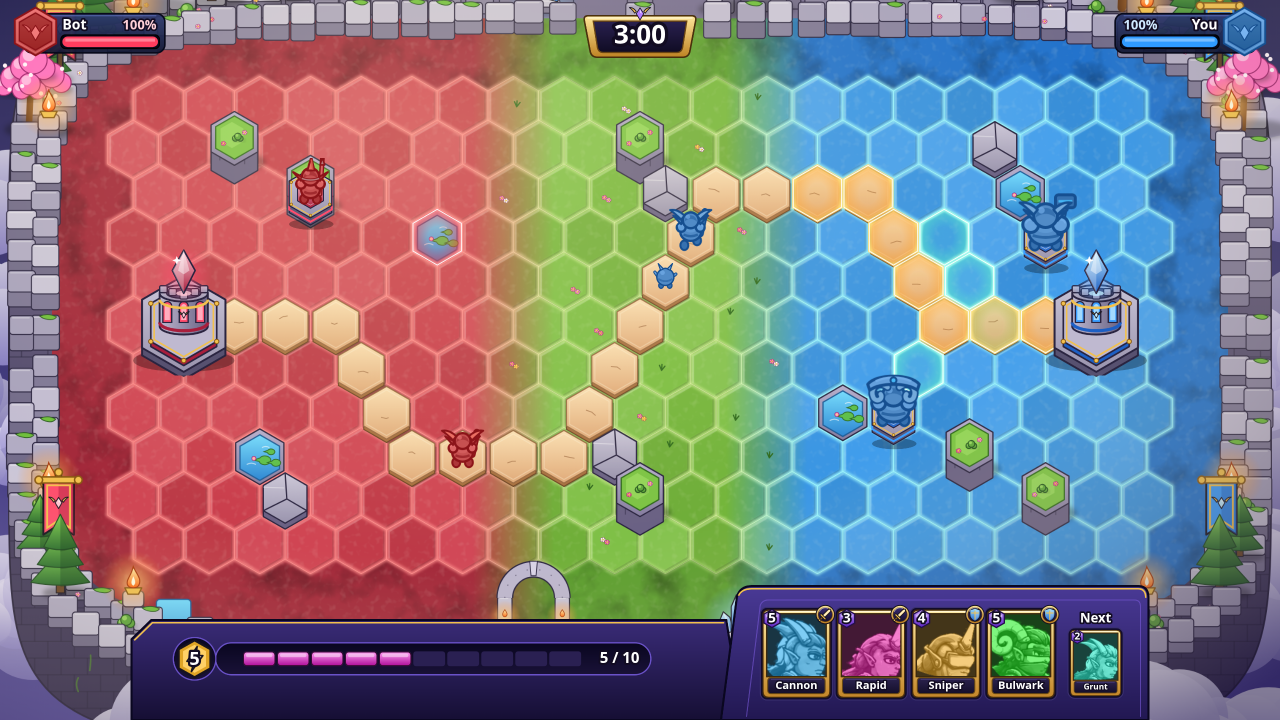 Bot 100%
3:00
100% You
5
5 / 10
5
3
4
5
Next
2
Cannon
Rapid
Sniper
Bulwark
Grunt